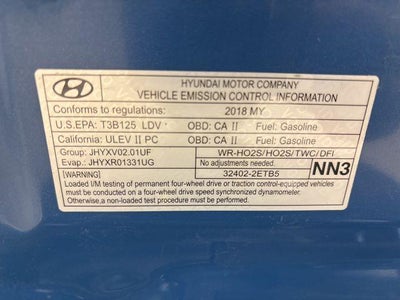 HYUNDAI MOTOR COMPANY
VEHICLE EMISSION CONTROL INFORMATION
Conforms to regulations: 2018 MY
U.S.EPA: T3B125 LDV OBD: CA II Fuel: Gasoline
California: ULEV II PC OBD: CA II Fuel: Gasoline
Group: JHYXV02.01UF WR-HO2S/HO2S/TWC/DFI
Evap.: JHYXR01331UG No adjustments needed.
WARNING: 32402-2ETB5 NN3
Loaded I/M testing of permanent four-wheel drive or traction control-equipped vehicles
must be conducted on a four-wheel drive speed synchronized dynamometer.
Otherwise, a non-loaded test procedure must be used.